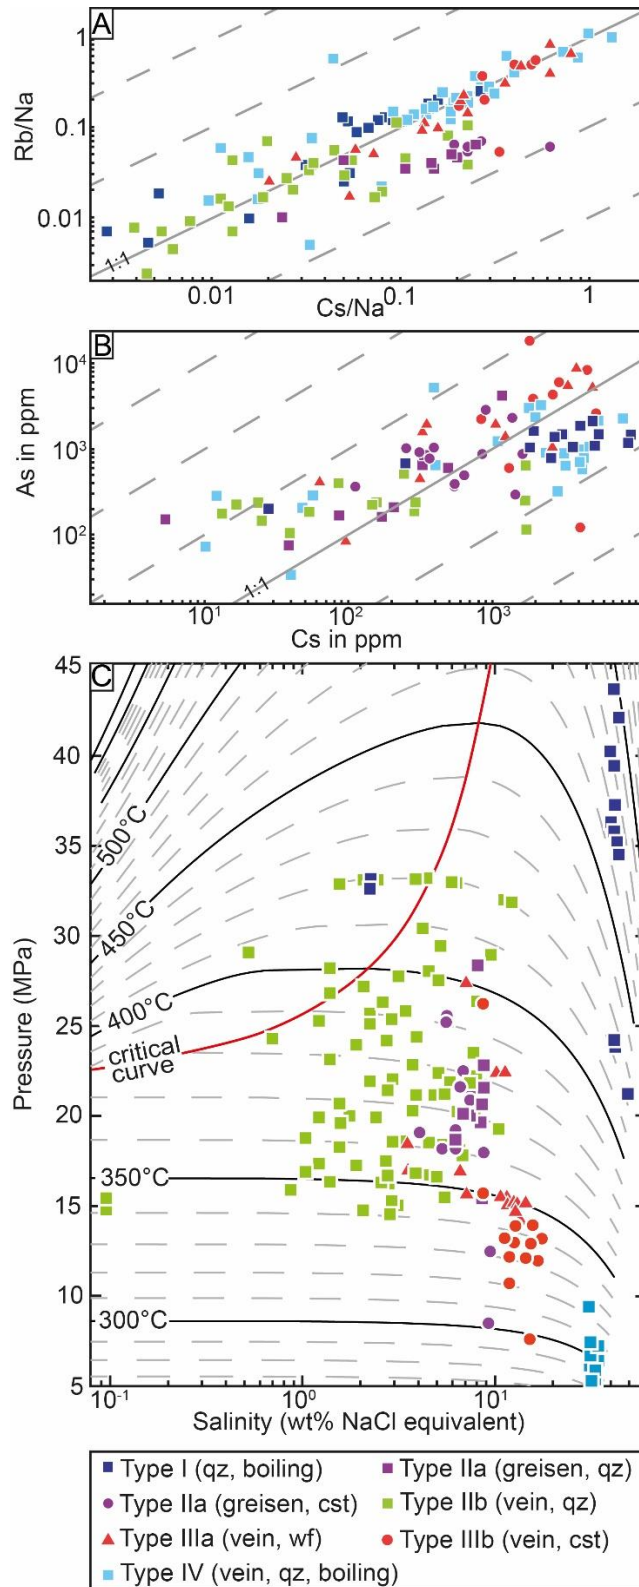 A
1
0.1
0.01
Rb/Na
1:1
0.01
0.1
1
Cs/Na
B
10⁴
10³
10²
As in ppm
1:1
10¹
10²
10³
Cs in ppm
C
45
40
35
30
25
20
15
10
5
Pressure (MPa)
500°C
450°C
400°C
critical
curve
350°C
300°C
10⁻¹
10⁰
10¹
Salinity (wt% NaCl equivalent)
Type I (qz, boiling)
Type IIa (greisen, qz)
Type IIa (greisen, cst)
Type IIb (vein, qz)
Type IIIa (vein, wf)
Type IIIb (vein, cst)
Type IV (vein, qz, boiling)